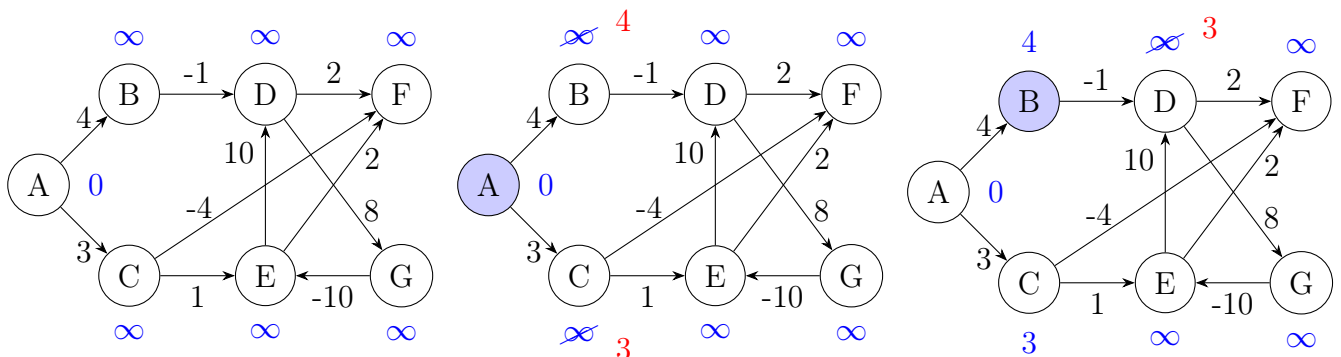 ∞ ∞ ∞
B -1 D 2 F
4 10 2
A 0
-4 8
3
C 1 E -10 G
∞ ∞ ∞
∞ 4 ∞ ∞
B -1 D 2 F
4 10 2
A 0
-4 8
3
C 1 E -10 G
∞ 3 ∞ ∞
4 ∞ 3 ∞
B -1 D 2 F
4 10 2
A 0
-4 8
3
C 1 E -10 G
3 ∞ ∞